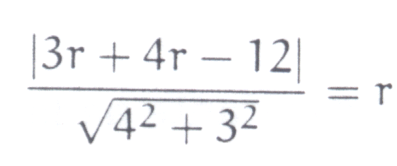 |3r + 4r − 12| / √(4² + 3²) = r